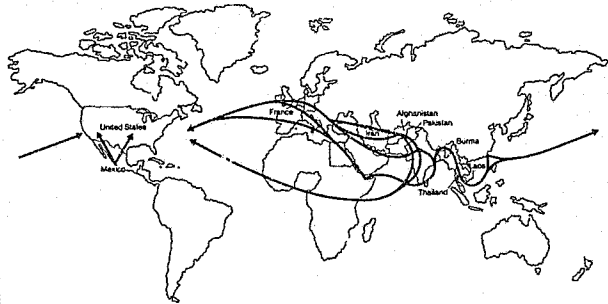 Afghanistan
Pakistan
France
Iran
United States
Burma
Mexico
Laos
Thailand